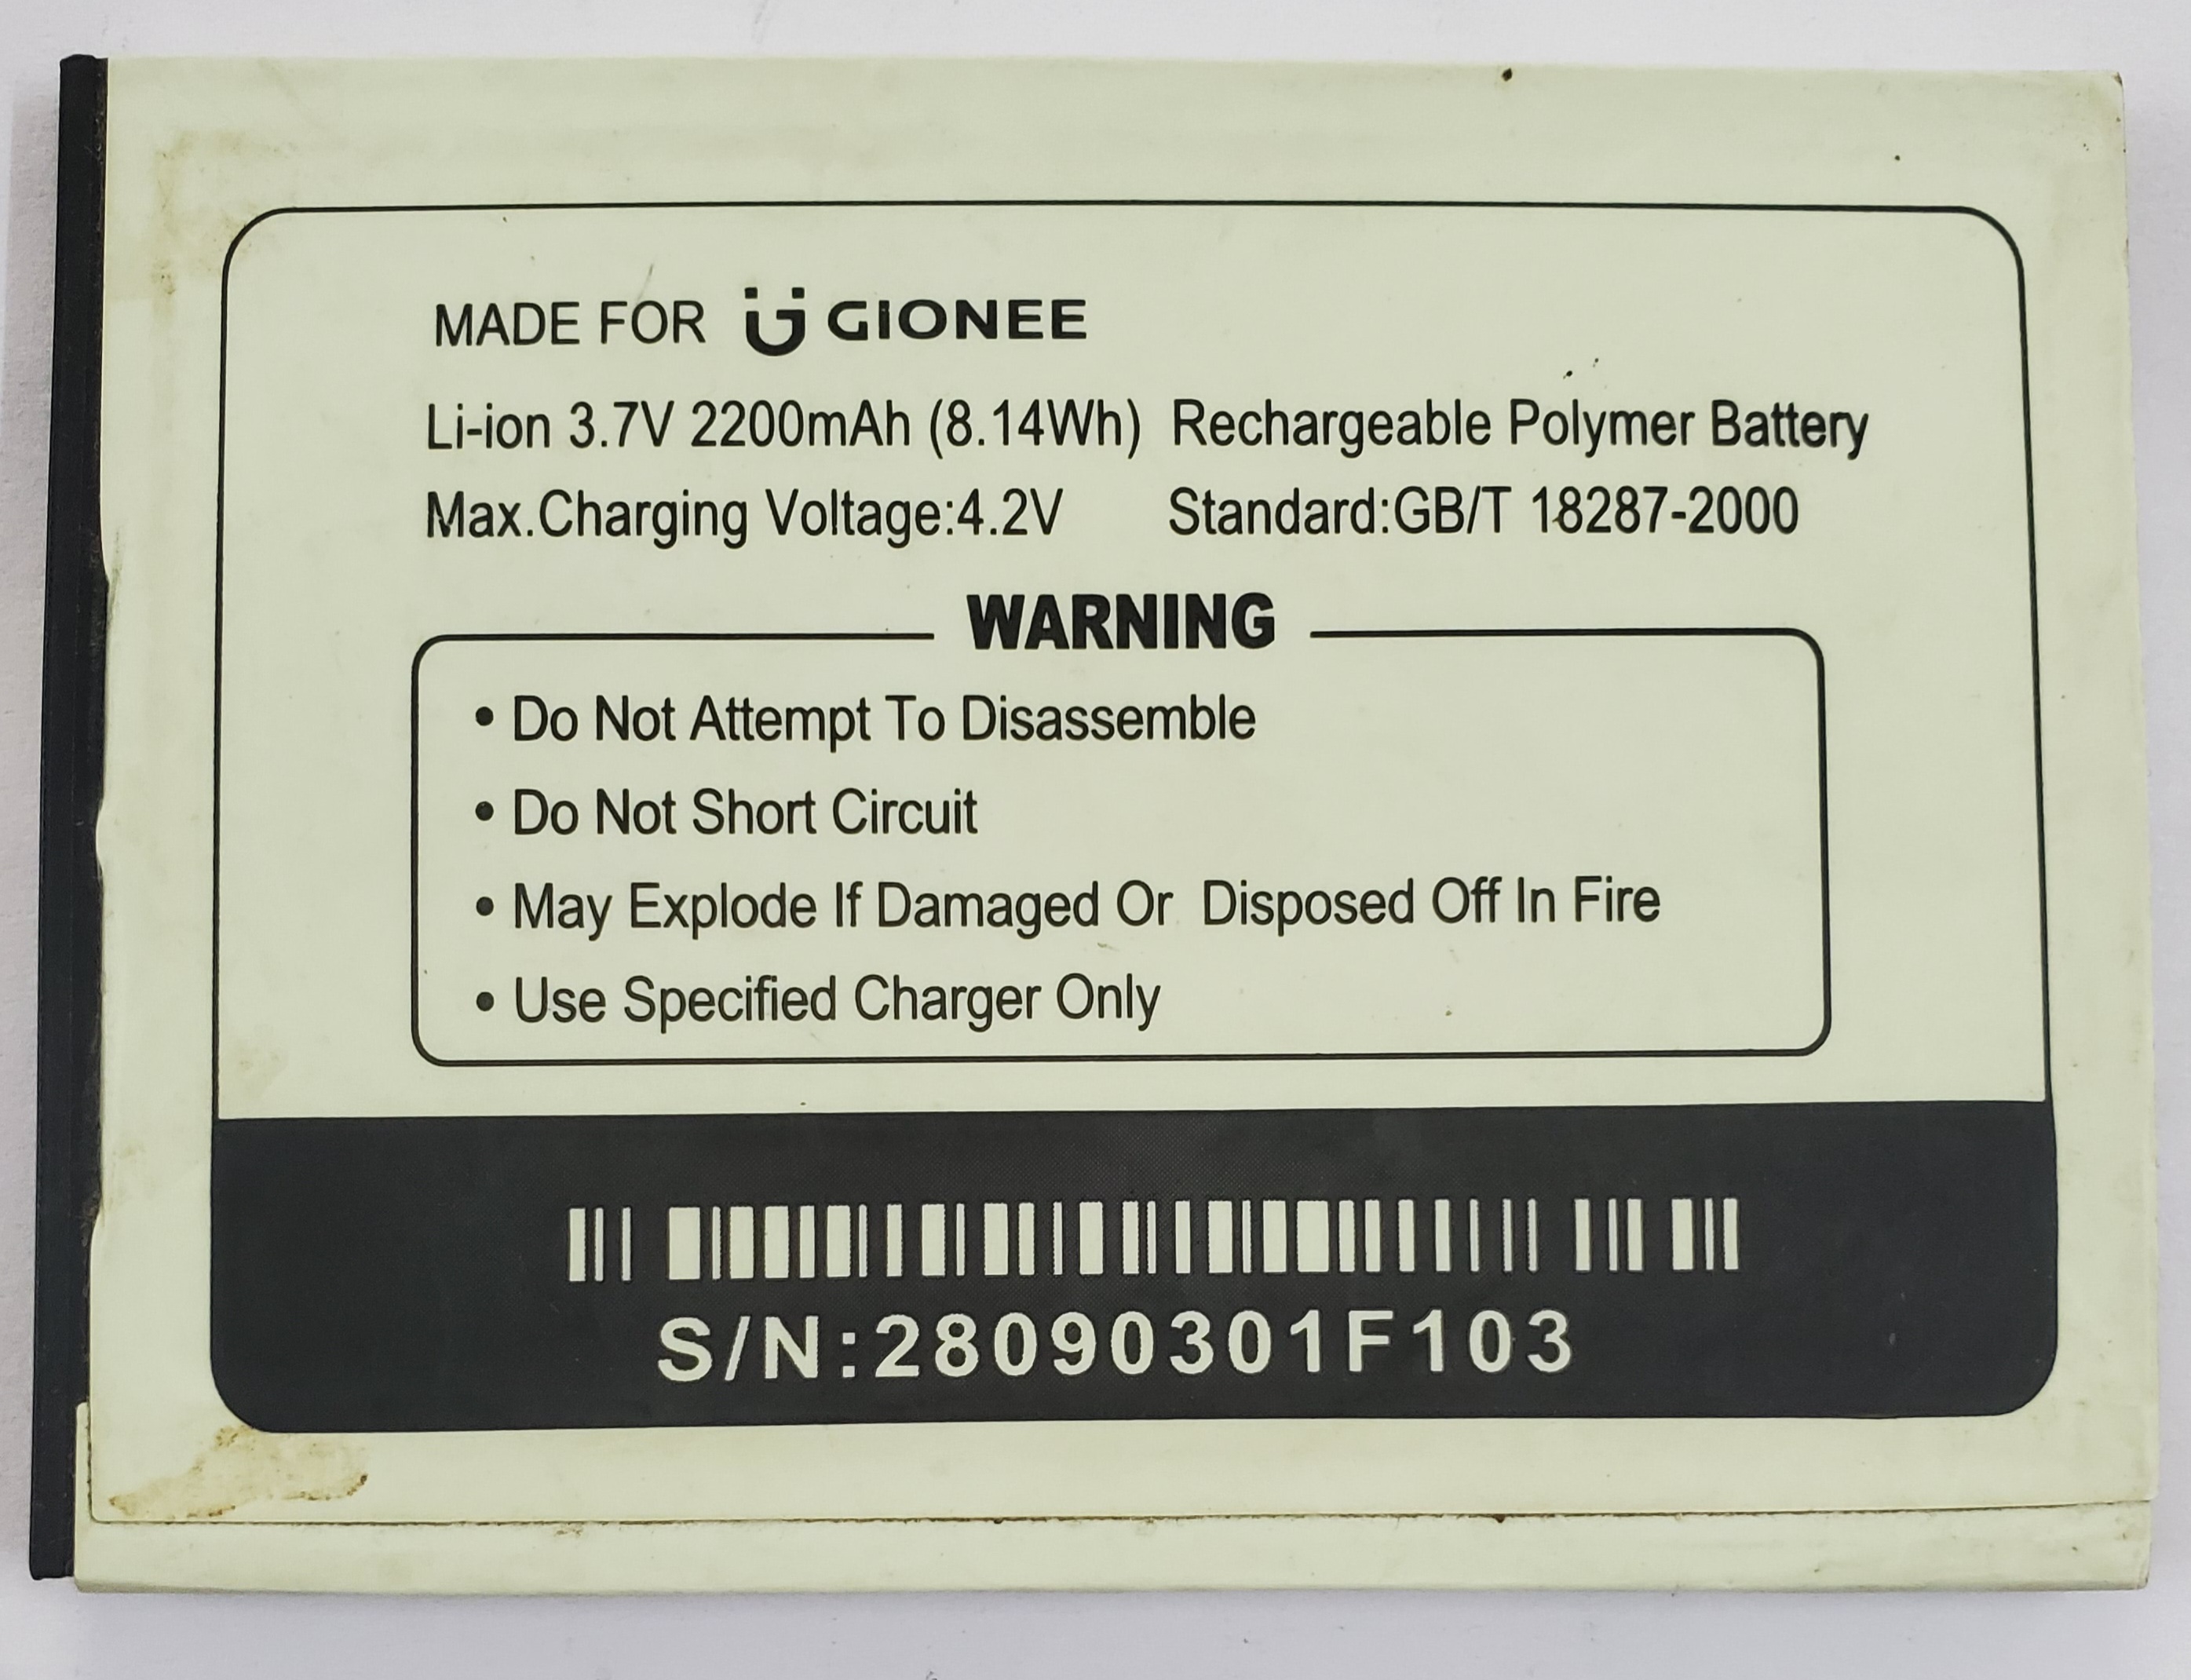 MADE FOR GIONEE
Li-ion 3.7V 2200mAh (8.14Wh) Rechargeable Polymer Battery
Max.Charging Voltage:4.2V Standard:GB/T 18287-2000
WARNING
• Do Not Attempt To Disassemble
• Do Not Short Circuit
• May Explode If Damaged Or Disposed Off In Fire
• Use Specified Charger Only
S/N:28090301F103